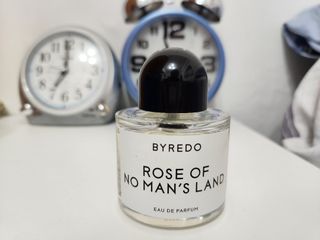 BYREDO
ROSE OF
NO MAN'S LAND
EAU DE PARFUM